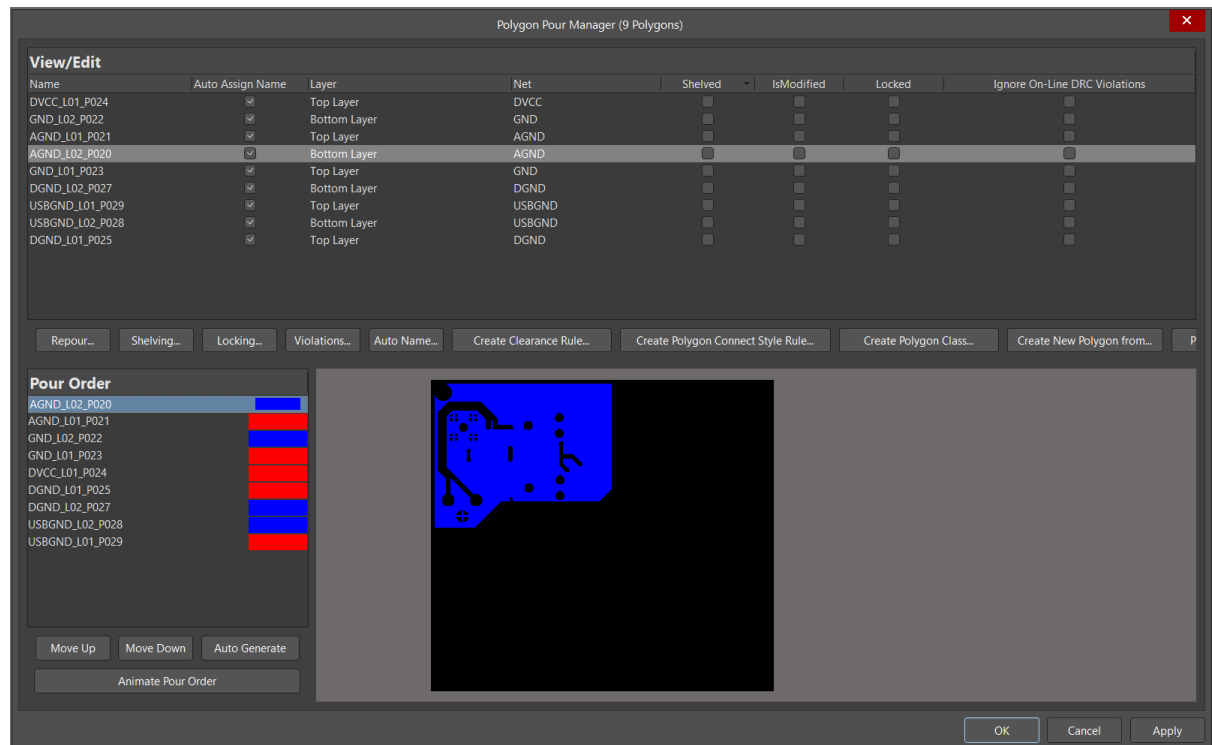 Polygon Pour Manager (9 Polygons)
View/Edit
Name Auto Assign Name Layer Net Shelved IsModified Locked Ignore On-Line DRC Violations
DVCC_L01_P024 Top Layer DVCC
GND_L02_P022 Bottom Layer GND
AGND_L01_P021 Top Layer AGND
AGND_L02_P020 Bottom Layer AGND
GND_L01_P023 Top Layer GND
DGND_L02_P027 Bottom Layer DGND
USBGND_L01_P029 Top Layer USBGND
USBGND_L02_P028 Bottom Layer USBGND
DGND_L01_P025 Top Layer DGND
Repour... Shelving... Locking... Violations... Auto Name... Create Clearance Rule... Create Polygon Connect Style Rule... Create Polygon Class... Create New Polygon from... P
Pour Order
AGND_L02_P020
AGND_L01_P021
GND_L02_P022
GND_L01_P023
DVCC_L01_P024
DGND_L01_P025
DGND_L02_P027
USBGND_L02_P028
USBGND_L01_P029
Move Up Move Down Auto Generate
Animate Pour Order
OK Cancel Apply